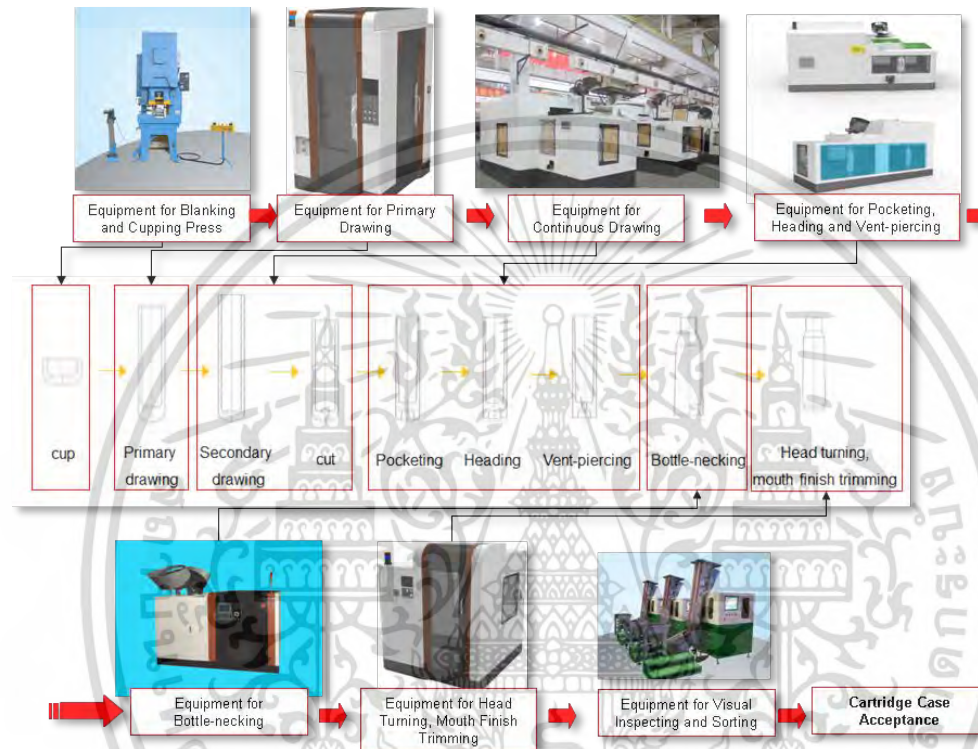 Equipment for Blanking
and Cupping Press
Equipment for Primary
Drawing
Equipment for
Continuous Drawing
Equipment for Pocketing,
Heading and Vent-piercing
cup
Primary
drawing
Secondary
drawing
cut
Pocketing
Heading
Vent-piercing
Bottle-necking
Head turning,
mouth finish trimming
Equipment for
Bottle-necking
Equipment for Head
Turning, Mouth Finish
Trimming
Equipment for Visual
Inspecting and Sorting
Cartridge Case
Acceptance